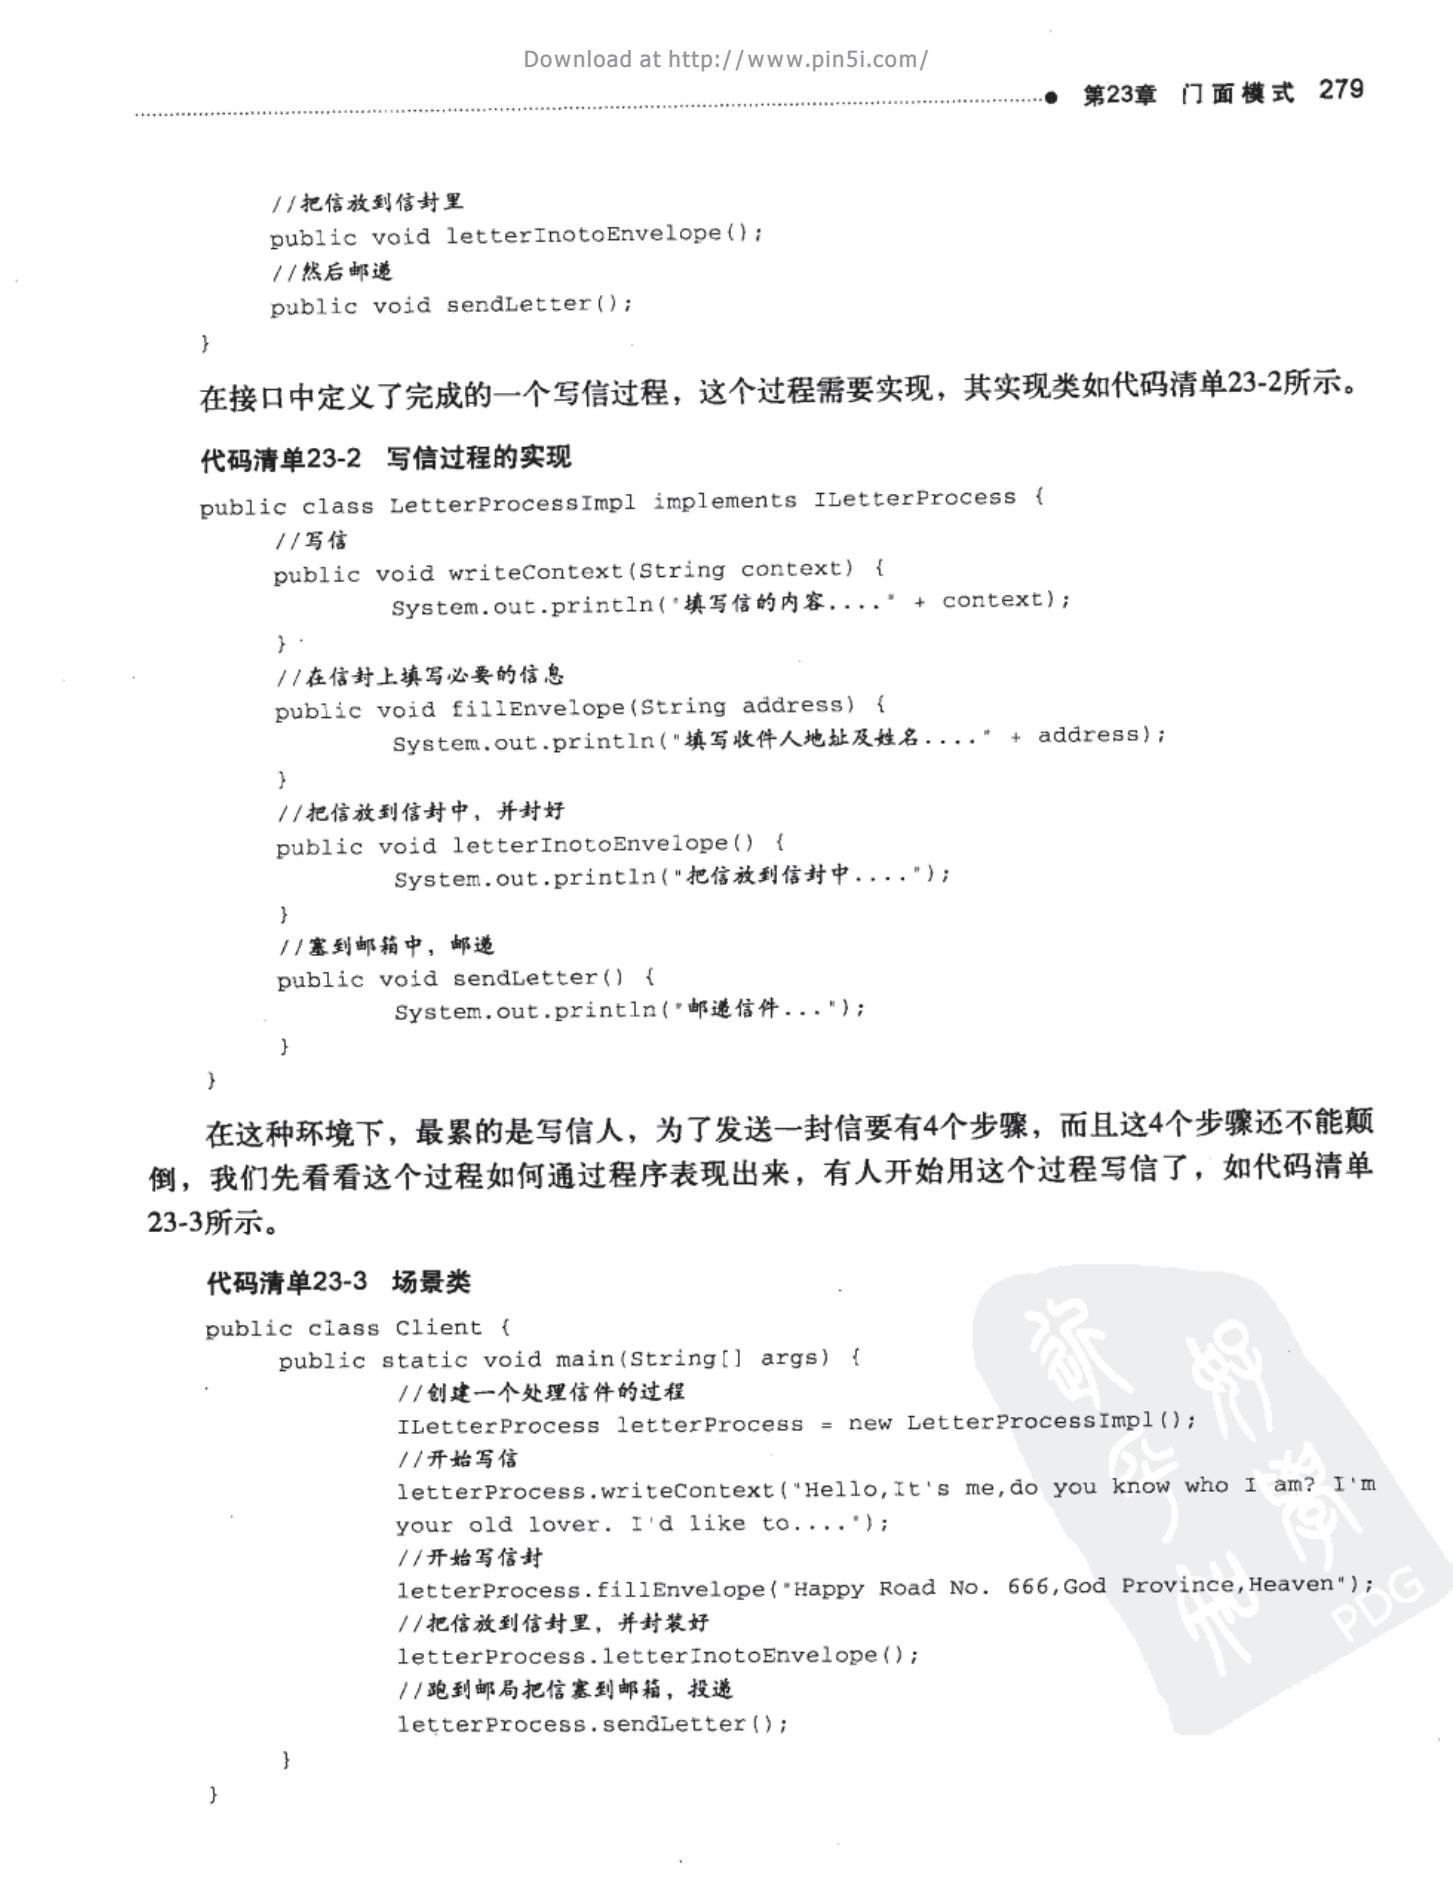 Download at http://www.pin5i.com/
第23章 门面模式 279
//把信放到信封里
public void letterInotoEnvelope();
//然后邮递
public void sendLetter();
}
在接口中定义了完成的一个写信过程，这个过程需要实现，其实现类如代码清单23-2所示。
代码清单23-2 写信过程的实现
public class LetterProcessImpl implements ILetterProcess {
//写信
public void writeContext(String context) {
System.out.println("填写信的内容...." + context);
}
//在信封上填写必要的信息
public void fillEnvelope(String address) {
System.out.println("填写收件人地址及姓名...." + address);
}
//把信放到信封中，并封好
public void letterInotoEnvelope() {
System.out.println("把信放到信封中....");
}
//塞到邮箱中，邮递
public void sendLetter() {
System.out.println("邮递信件...");
}
}
在这种环境下，最累的是写信人，为了发送一封信要有4个步骤，而且这4个步骤还不能颠
倒，我们先看看这个过程如何通过程序表现出来，有人开始用这个过程写信了，如代码清单
23-3所示。
代码清单23-3 场景类
public class Client {
public static void main(String[] args) {
//创建一个处理信件的过程
ILetterProcess letterProcess = new LetterProcessImpl();
//开始写信
letterProcess.writeContext("Hello,It's me,do you know who I am? I'm
your old lover. I'd like to....");
//开始写信封
letterProcess.fillEnvelope("Happy Road No. 666,God Province,Heaven");
//把信放到信封里，并封装好
letterProcess.letterInotoEnvelope();
//跑到邮局把信塞到邮箱，投递
letterProcess.sendLetter();
}
}
PDG